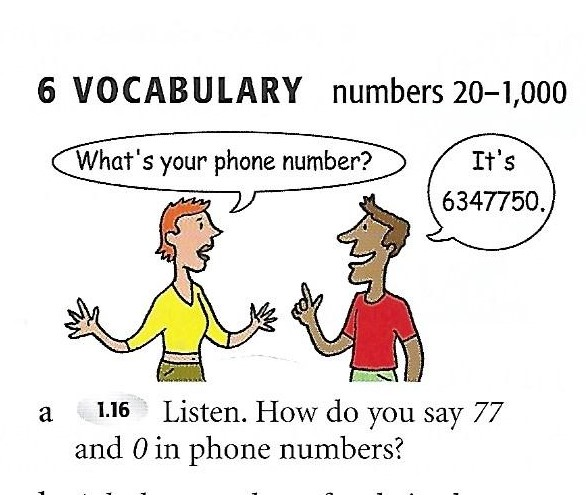 6 VOCABULARY numbers 20–1,000
What's your phone number?
It's
6347750.
a 1.16 Listen. How do you say 77
and 0 in phone numbers?